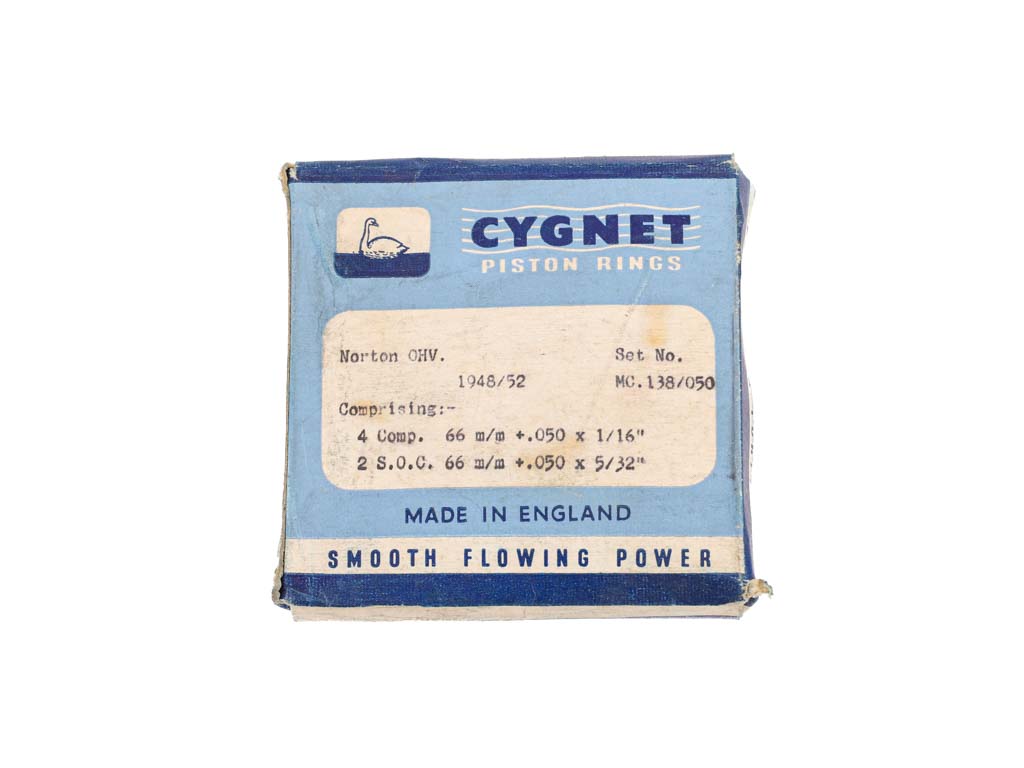 CYGNET
PISTON RINGS
Norton OHV. Set No.
1948/52 MC.138/050
Comprising:-
4 Comp. 66 m/m +.050 x 1/16"
2 S.O.C. 66 m/m +.050 x 5/32"
MADE IN ENGLAND
SMOOTH FLOWING POWER